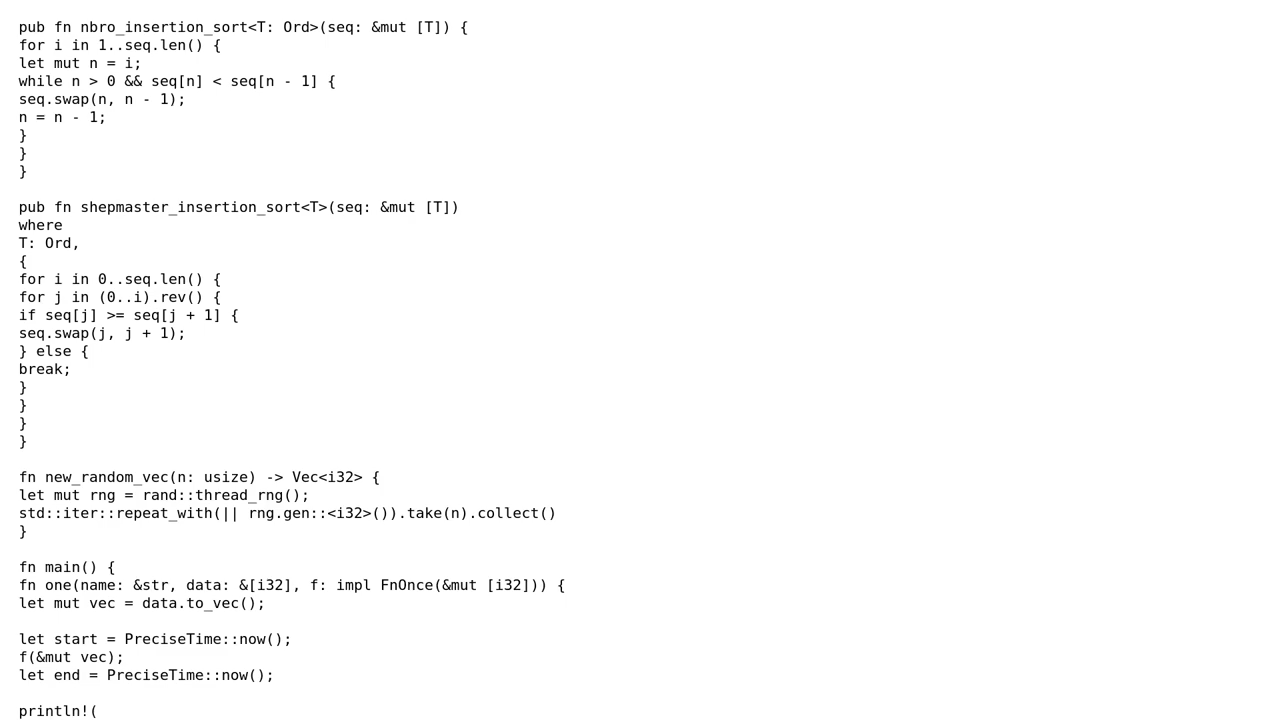 pub fn nbro_insertion_sort<T: Ord>(seq: &mut [T]) {
for i in 1..seq.len() {
let mut n = i;
while n > 0 && seq[n] < seq[n - 1] {
seq.swap(n, n - 1);
n = n - 1;
}
}
}

pub fn shepmaster_insertion_sort<T>(seq: &mut [T])
where
T: Ord,
{
for i in 0..seq.len() {
for j in (0..i).rev() {
if seq[j] >= seq[j + 1] {
seq.swap(j, j + 1);
} else {
break;
}
}
}
}

fn new_random_vec(n: usize) -> Vec<i32> {
let mut rng = rand::thread_rng();
std::iter::repeat_with(|| rng.gen::<i32>()).take(n).collect()
}

fn main() {
fn one(name: &str, data: &[i32], f: impl FnOnce(&mut [i32])) {
let mut vec = data.to_vec();

let start = PreciseTime::now();
f(&mut vec);
let end = PreciseTime::now();

println!(